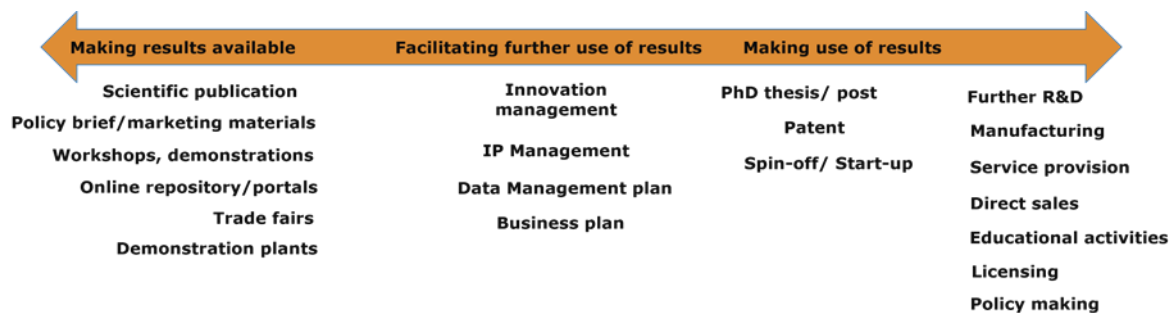 Making results available
Facilitating further use of results
Making use of results
Scientific publication
Policy brief/marketing materials
Workshops, demonstrations
Online repository/portals
Trade fairs
Demonstration plants
Innovation
management
IP Management
Data Management plan
Business plan
PhD thesis/ post
Patent
Spin-off/ Start-up
Further R&D
Manufacturing
Service provision
Direct sales
Educational activities
Licensing
Policy making